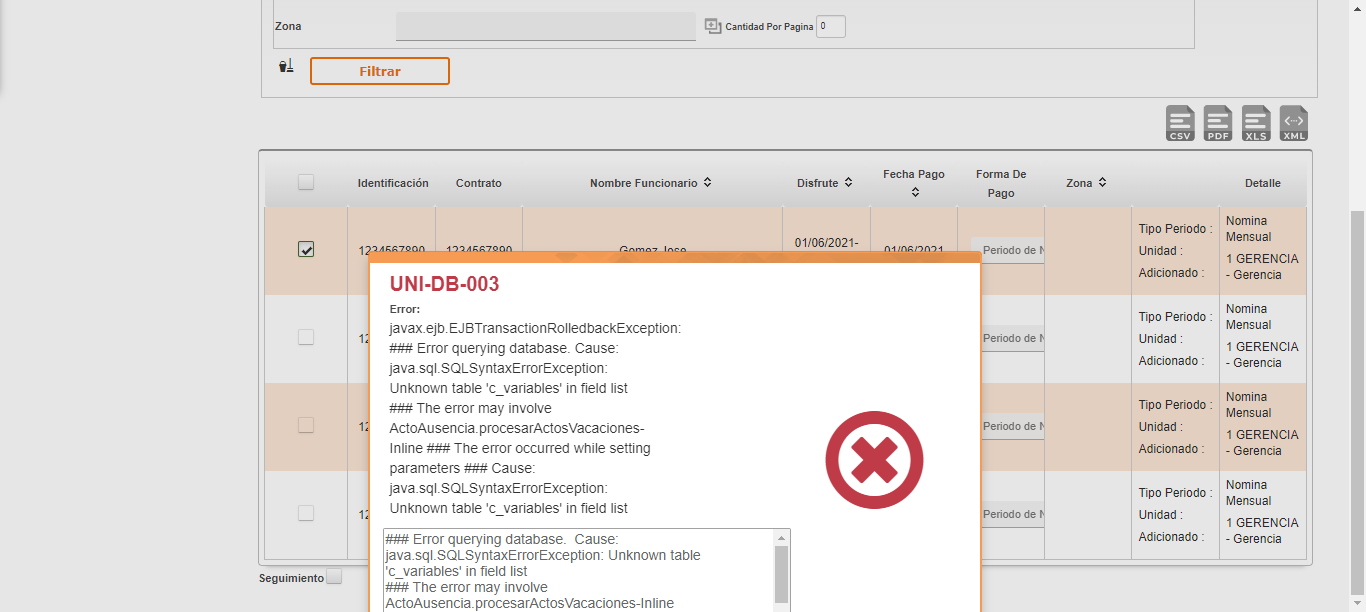 Zona
Cantidad Por Pagina 0
Filtrar
CSV PDF XLS XML
Identificación Contrato Nombre Funcionario Disfrute Fecha Pago Forma De Pago Zona Detalle
1234567890 1234567890 Gomez Jose 01/06/2021- 01/06/2021 Periodo de N
Tipo Periodo : Nomina Mensual
Unidad : 1 GERENCIA - Gerencia
Adicionado :
12 Periodo de N
Tipo Periodo : Nomina Mensual
Unidad : 1 GERENCIA - Gerencia
Adicionado :
12 Periodo de N
Tipo Periodo : Nomina Mensual
Unidad : 1 GERENCIA - Gerencia
Adicionado :
12 Periodo de N
Tipo Periodo : Nomina Mensual
Unidad : 1 GERENCIA - Gerencia
Adicionado :
Seguimiento
UNI-DB-003
Error:
javax.ejb.EJBTransactionRolledbackException:
### Error querying database. Cause:
java.sql.SQLSyntaxErrorException:
Unknown table 'c_variables' in field list
### The error may involve
ActoAusencia.procesarActosVacaciones-
Inline ### The error occurred while setting
parameters ### Cause:
java.sql.SQLSyntaxErrorException:
Unknown table 'c_variables' in field list
### Error querying database.  Cause:
java.sql.SQLSyntaxErrorException: Unknown table
'c_variables' in field list
### The error may involve
ActoAusencia.procesarActosVacaciones-Inline